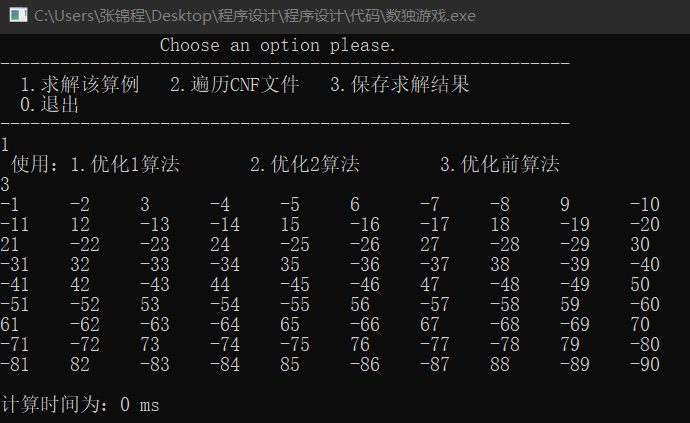 C:\Users\张锦程\Desktop\程序设计\程序设计\代码\数独游戏.exe
Choose an option please.
---------------------------------------------------------
1.求解该算例 2.遍历CNF文件 3.保存求解结果
0.退出
---------------------------------------------------------
1
使用：1.优化1算法 2.优化2算法 3.优化前算法
3
-1 -2 3 -4 -5 6 -7 -8 9 -10
-11 12 -13 -14 15 -16 -17 18 -19 -20
21 -22 -23 24 -25 -26 27 -28 -29 30
-31 32 -33 -34 35 -36 -37 38 -39 -40
-41 42 -43 44 -45 -46 47 -48 -49 50
-51 -52 53 -54 -55 56 -57 -58 59 -60
61 -62 -63 -64 65 -66 67 -68 -69 70
-71 -72 73 -74 -75 76 -77 -78 79 -80
-81 82 -83 -84 85 -86 -87 88 -89 -90
计算时间为：0 ms